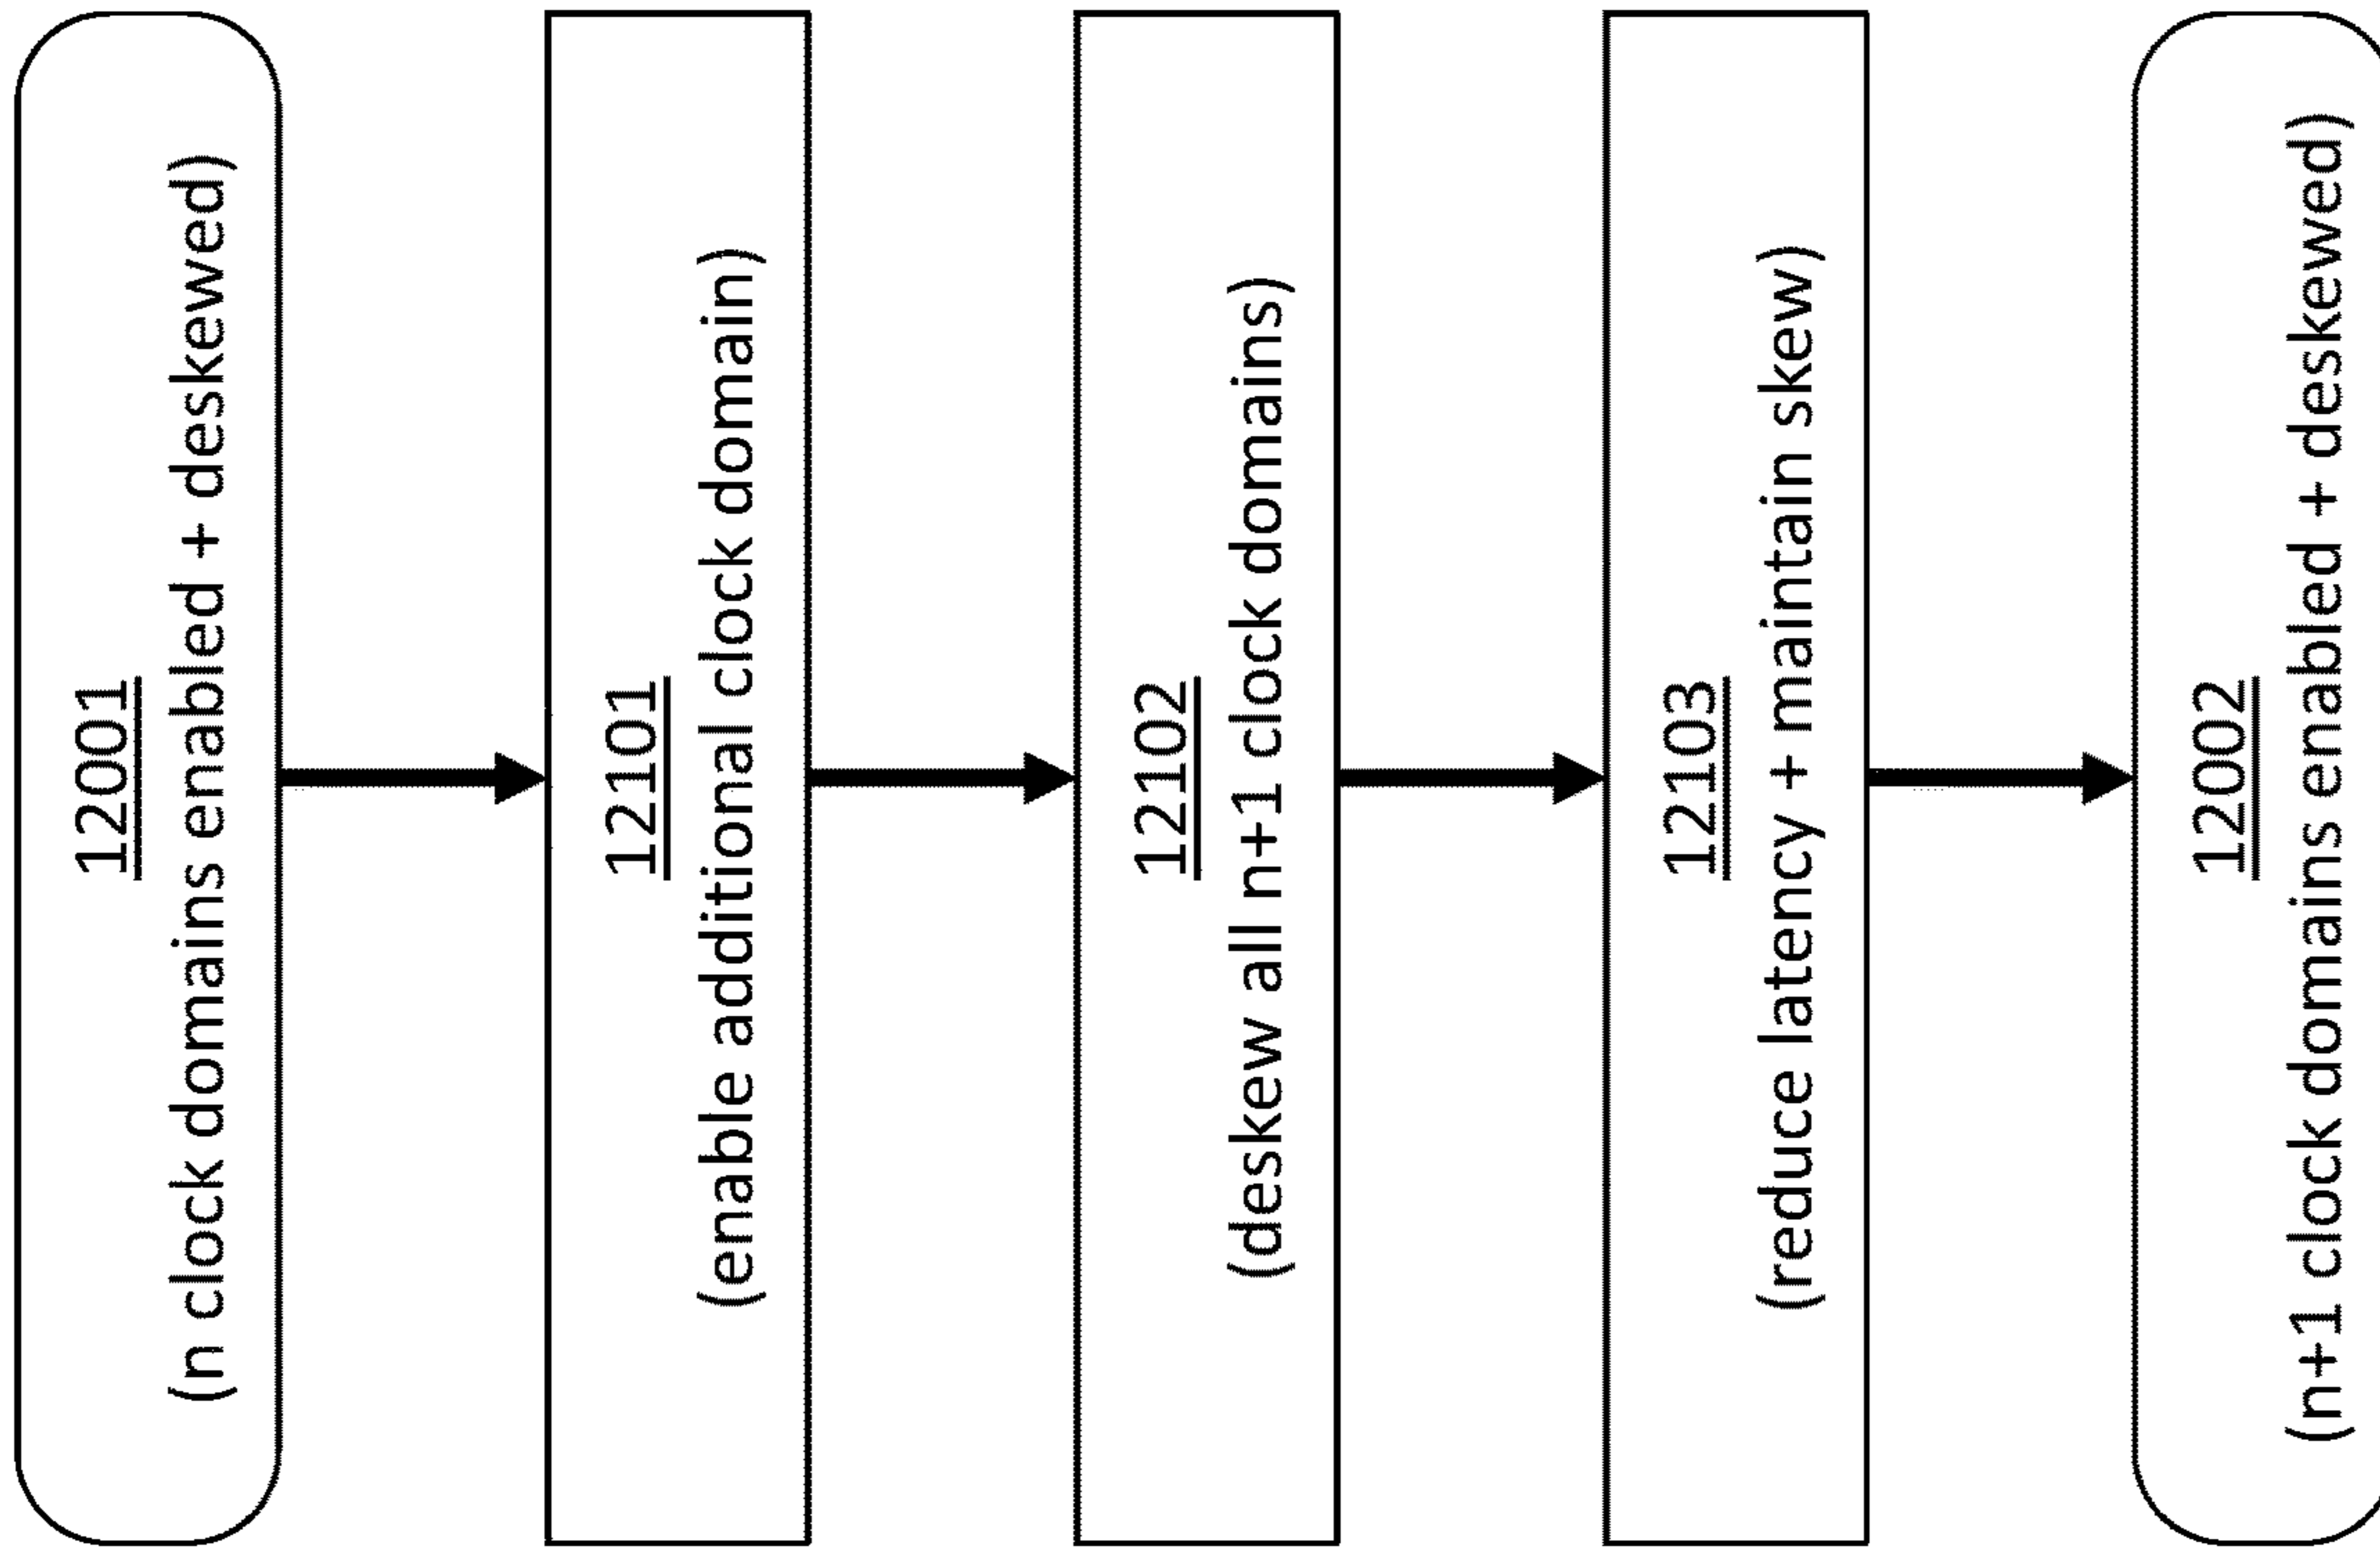 12001
(n clock domains enabled + deskewed)
12101
(enable additional clock domain)
12102
(deskew all n+1 clock domains)
12103
(reduce latency + maintain skew)
12002
(n+1 clock domains enabled + deskewed)